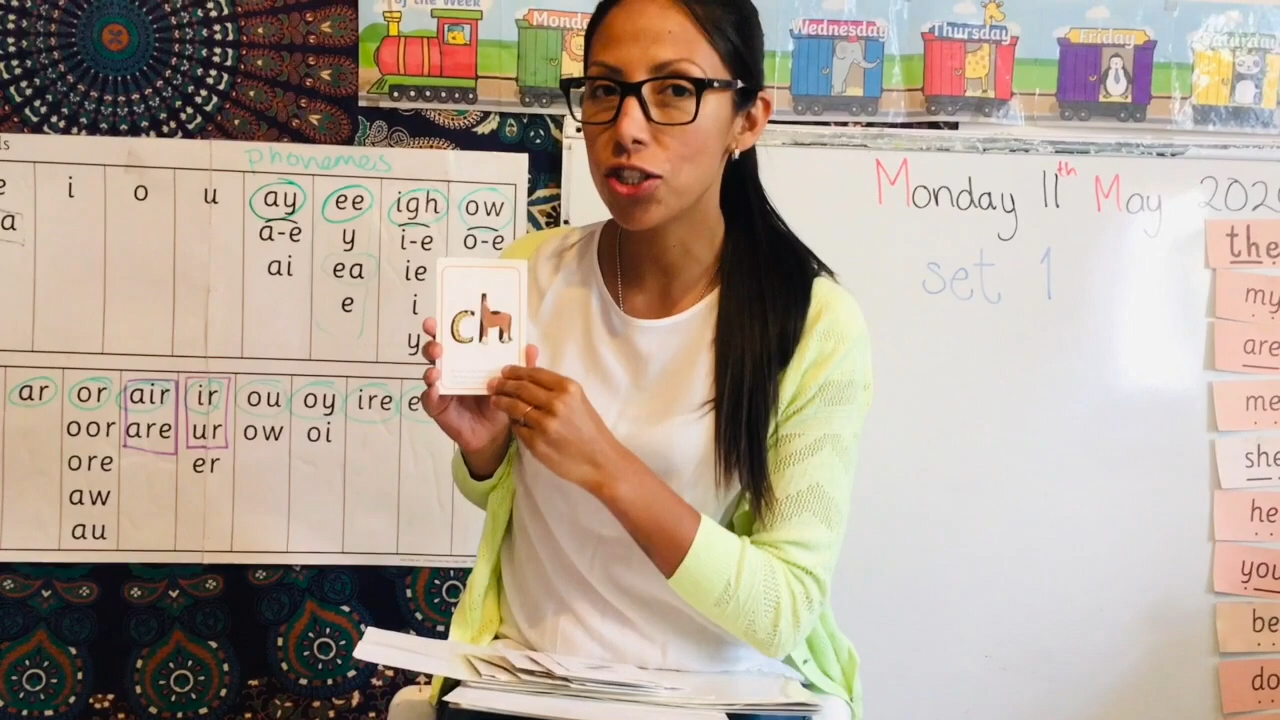 of the Week
Wednesday
Thursday
Friday
Saturday
phonemes
i o u ay ee igh ow
a a-e y i-e o-e
ai ea ie
e i
y
ar or air ir ou oy ire
oor are ur ow oi
ore er
aw
au
ch
Monday 11th May
set 1
the
my
are
me
she
he
you
be
do